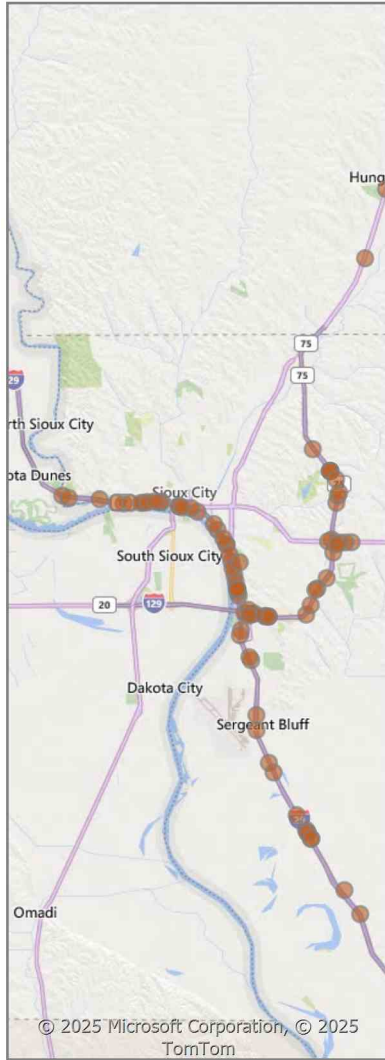 Hung
75
75
29
rth Sioux City
ota Dunes
Sioux City
South Sioux City
20
129
Dakota City
Sergeant Bluff
29
Omadi
© 2025 Microsoft Corporation, © 2025
TomTom